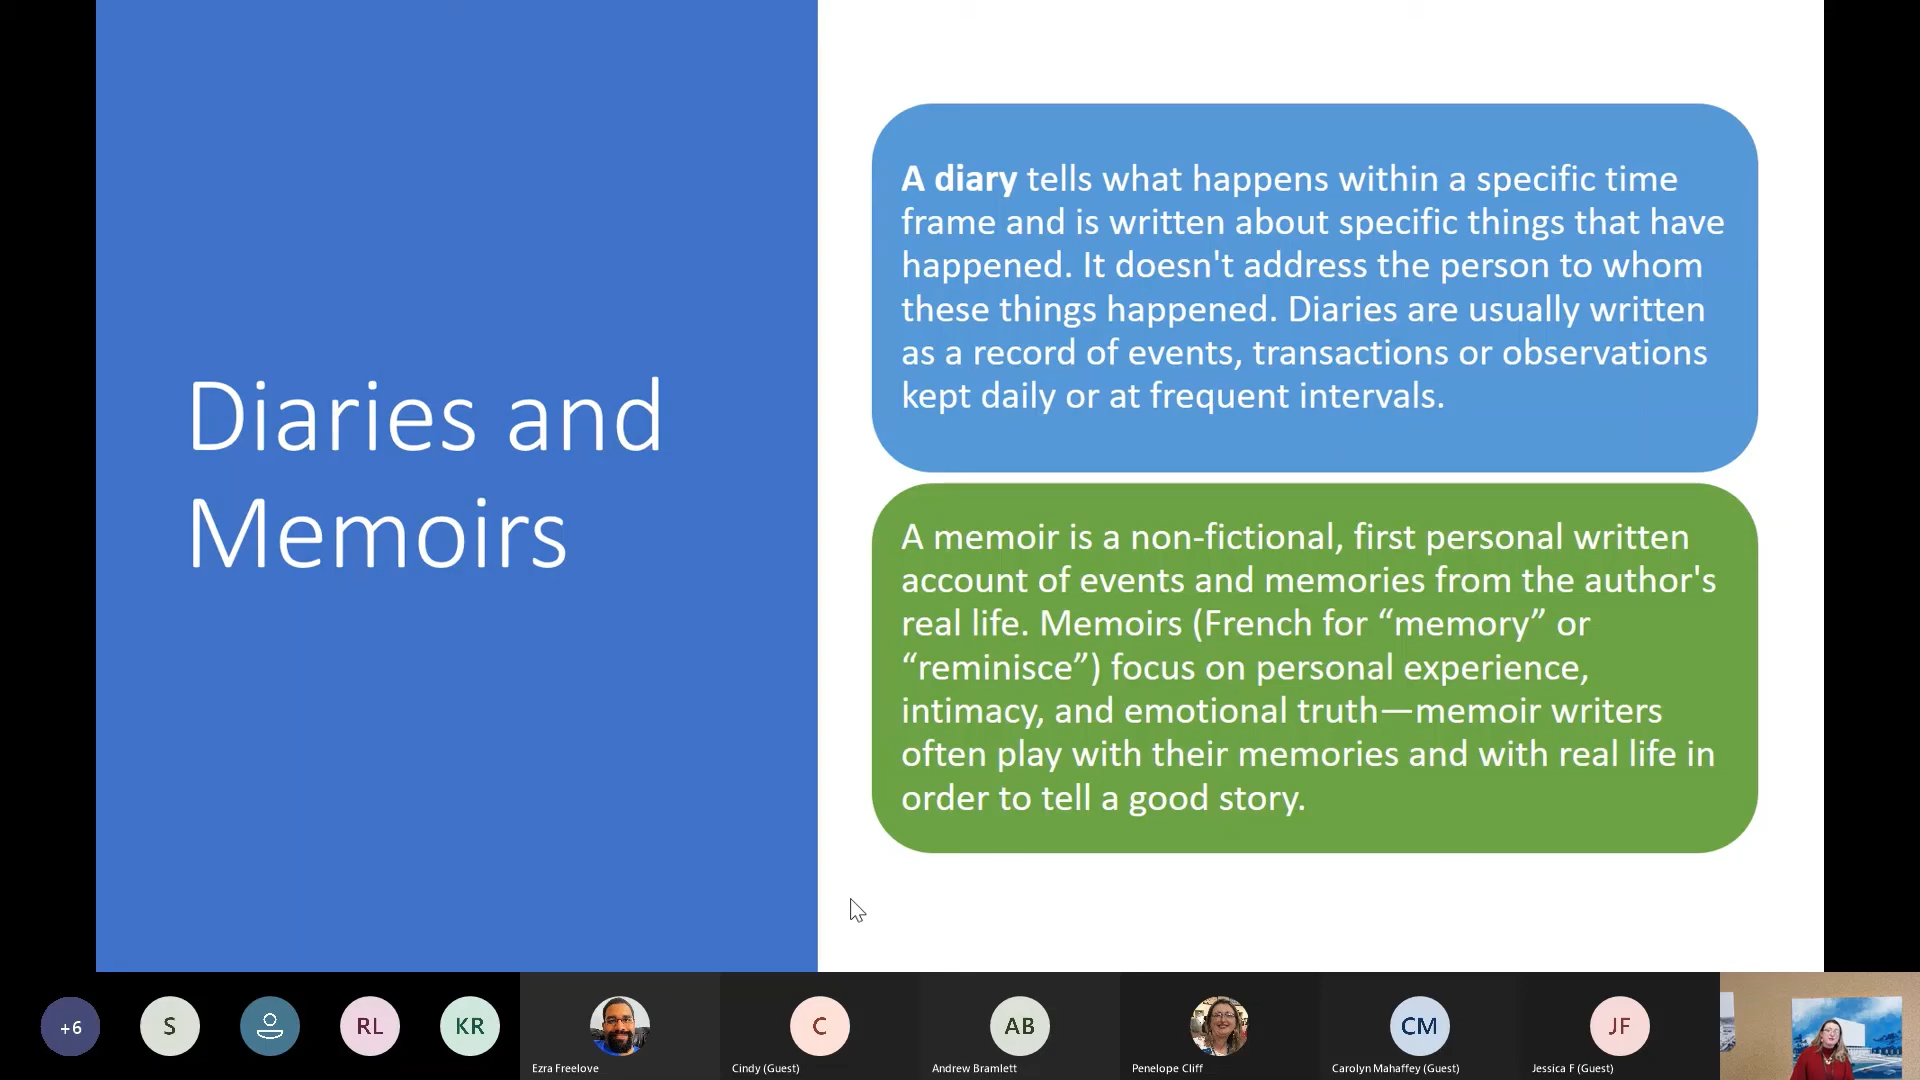 Diaries and
Memoirs
A diary tells what happens within a specific time
frame and is written about specific things that have
happened. It doesn't address the person to whom
these things happened. Diaries are usually written
as a record of events, transactions or observations
kept daily or at frequent intervals.
A memoir is a non-fictional, first personal written
account of events and memories from the author's
real life. Memoirs (French for “memory” or
“reminisce”) focus on personal experience,
intimacy, and emotional truth—memoir writers
often play with their memories and with real life in
order to tell a good story.
+6
S
RL
KR
C
AB
CM
JF
Ezra Freelove
Cindy (Guest)
Andrew Bramlett
Penelope Cliff
Carolyn Mahaffey (Guest)
Jessica F (Guest)